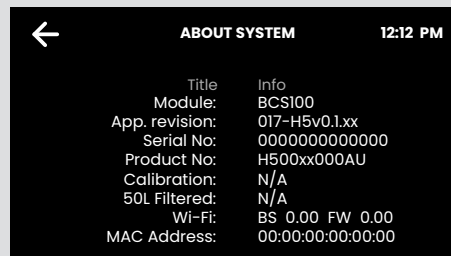 ABOUT SYSTEM 12:12 PM
Title Info
Module: BCS100
App. revision: 017-H5v0.1.xx
Serial No: 0000000000000
Product No: H500xx000AU
Calibration: N/A
50L Filtered: N/A
Wi-Fi: BS 0.00 FW 0.00
MAC Address: 00:00:00:00:00:00